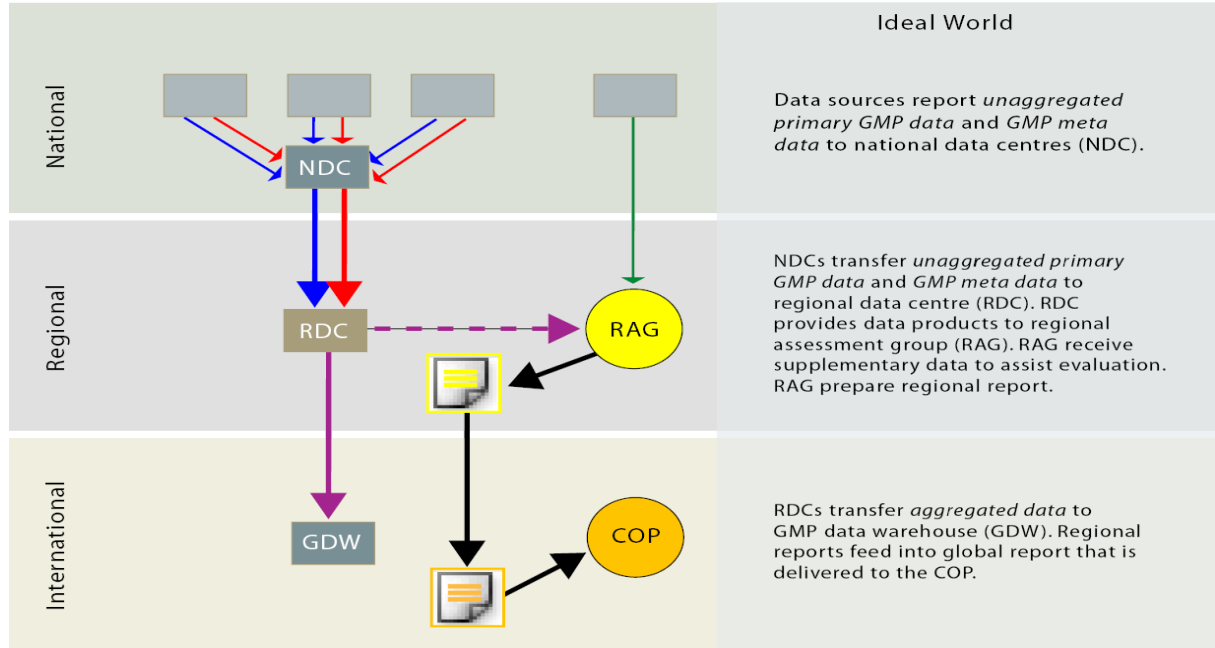 Ideal World
National
NDC
Data sources report unaggregated
primary GMP data and GMP meta
data to national data centres (NDC).
Regional
RDC
RAG
NDCs transfer unaggregated primary
GMP data and GMP meta data to
regional data centre (RDC). RDC
provides data products to regional
assessment group (RAG). RAG receive
supplementary data to assist evaluation.
RAG prepare regional report.
International
GDW
COP
RDCs transfer aggregated data to
GMP data warehouse (GDW). Regional
reports feed into global report that is
delivered to the COP.